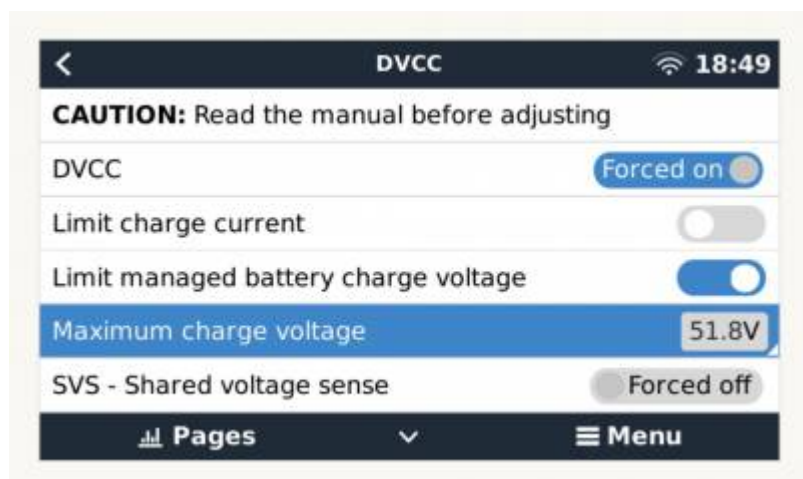 DVCC 18:49
CAUTION: Read the manual before adjusting
DVCC Forced on
Limit charge current
Limit managed battery charge voltage
Maximum charge voltage 51.8V
SVS - Shared voltage sense Forced off
Pages Menu